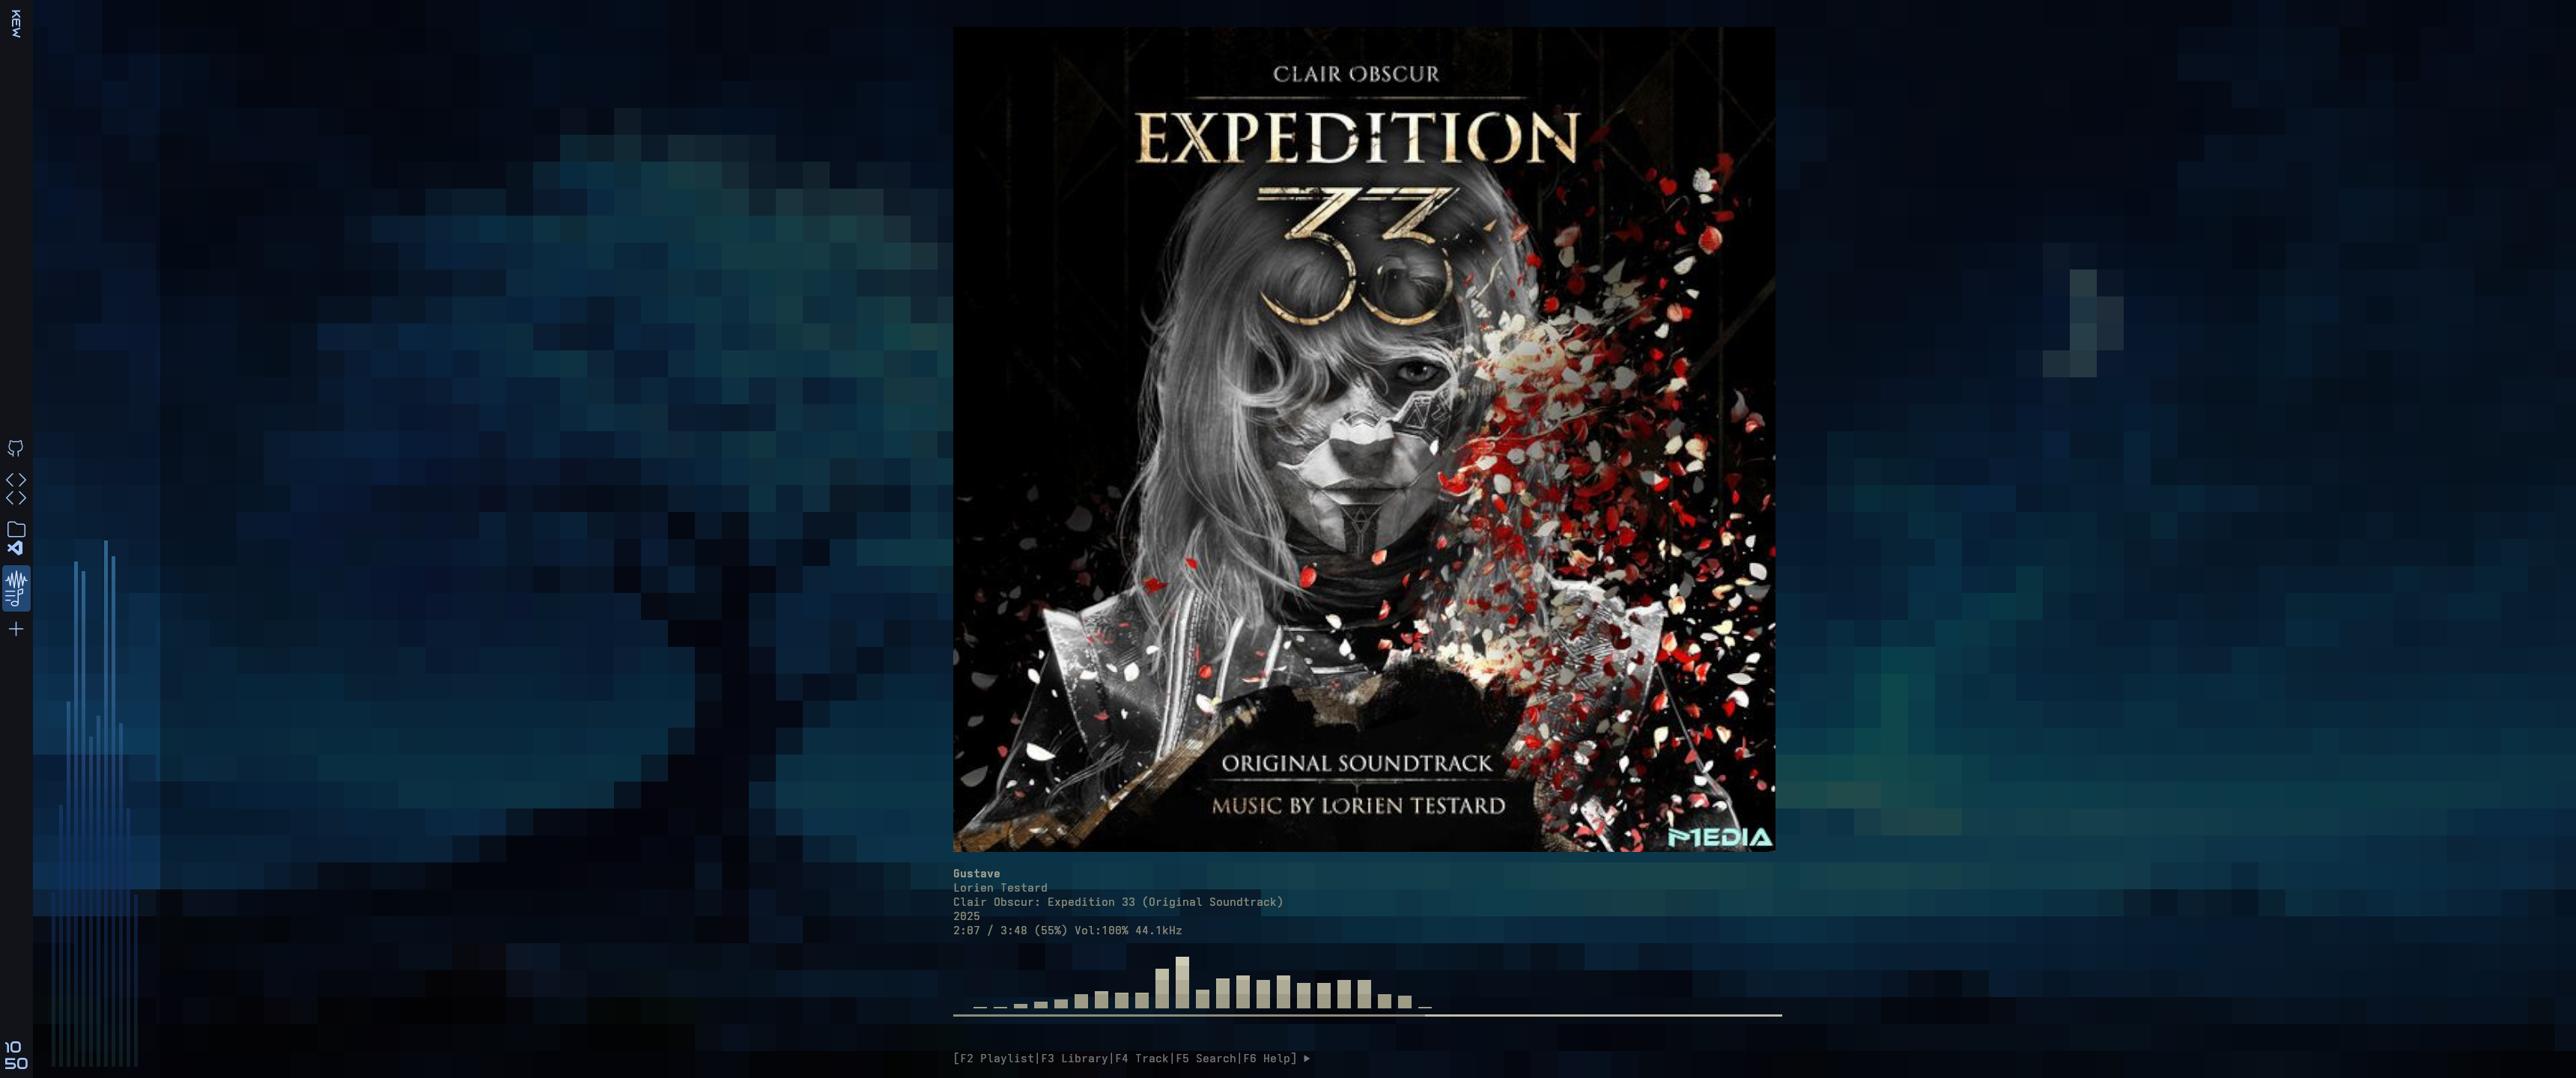 KEW
CLAIR OBSCUR
EXPEDITION
33
ORIGINAL SOUNDTRACK
MUSIC BY LORIEN TESTARD
MEDIA
Gustave
Lorien Testard
Clair Obscur: Expedition 33 (Original Soundtrack)
2025
2:07 / 3:48 (55%) Vol:100% 44.1kHz
[F2 Playlist|F3 Library|F4 Track|F5 Search|F6 Help]
10
50